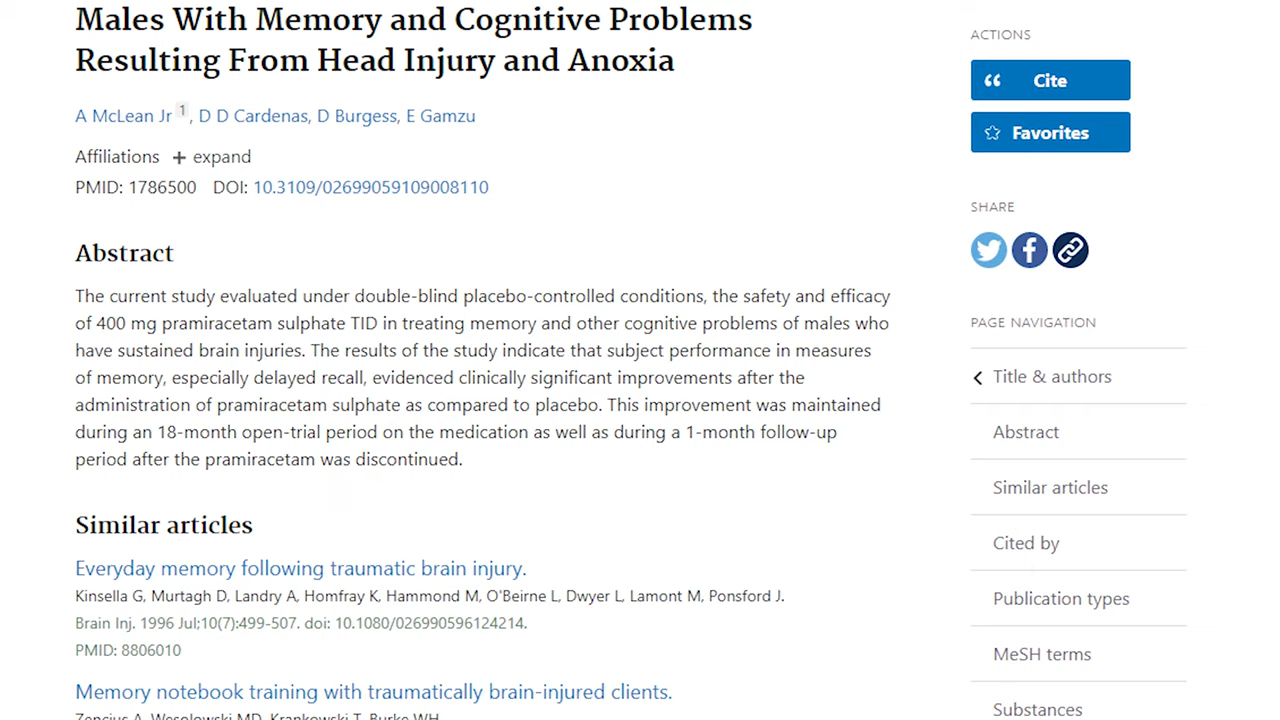 Males With Memory and Cognitive Problems
Resulting From Head Injury and Anoxia
A McLean Jr 1, D D Cardenas, D Burgess, E Gamzu
Affiliations + expand
PMID: 1786500 DOI: 10.3109/02699059109008110
Abstract
The current study evaluated under double-blind placebo-controlled conditions, the safety and efficacy
of 400 mg pramiracetam sulphate TID in treating memory and other cognitive problems of males who
have sustained brain injuries. The results of the study indicate that subject performance in measures
of memory, especially delayed recall, evidenced clinically significant improvements after the
administration of pramiracetam sulphate as compared to placebo. This improvement was maintained
during an 18-month open-trial period on the medication as well as during a 1-month follow-up
period after the pramiracetam was discontinued.
Similar articles
Everyday memory following traumatic brain injury.
Kinsella G, Murtagh D, Landry A, Homfray K, Hammond M, O'Beirne L, Dwyer L, Lamont M, Ponsford J.
Brain Inj. 1996 Jul;10(7):499-507. doi: 10.1080/026990596124214.
PMID: 8806010
Memory notebook training with traumatically brain-injured clients.
Zencius A, Wesolowski MD, Krankowski T, Burke WH.
ACTIONS
Cite
Favorites
SHARE
PAGE NAVIGATION
Title & authors
Abstract
Similar articles
Cited by
Publication types
MeSH terms
Substances